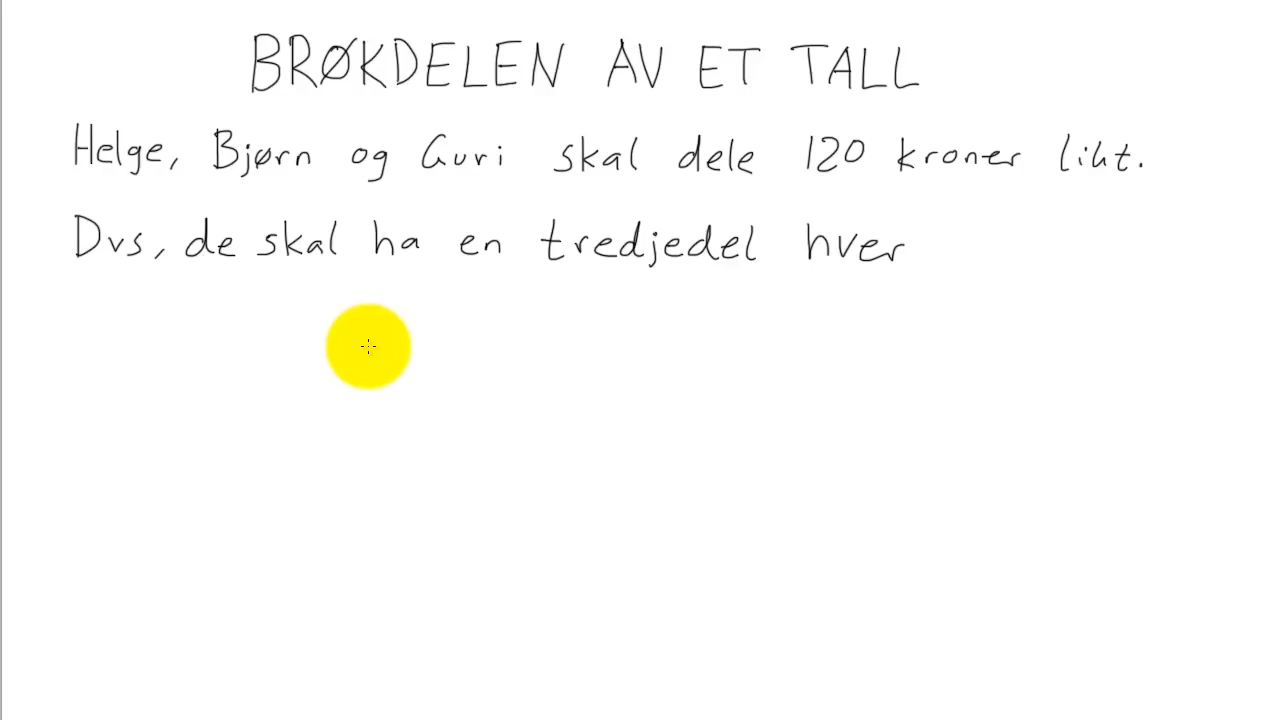 BRØKDELEN AV ET TALL
Helge, Bjørn og Guri skal dele 120 kroner likt.
Dvs, de skal ha en tredjedel hver